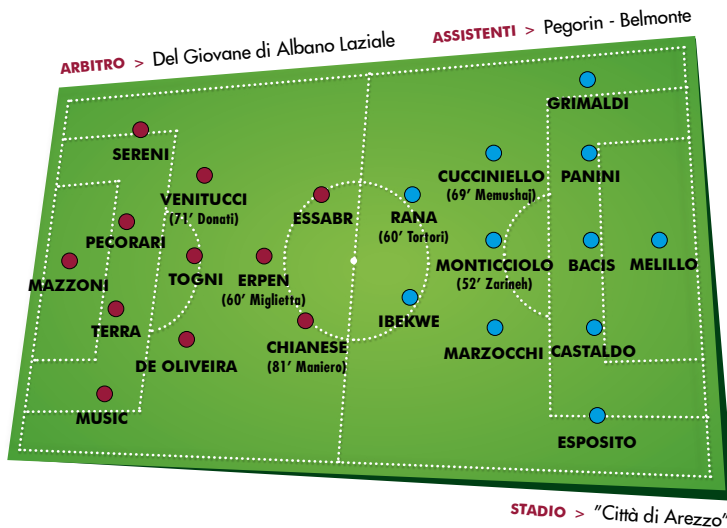 ARBITRO > Del Giovane di Albano Laziale
ASSISTENTI > Pegorin - Belmonte
GRIMALDI
SERENI
CUCCINIELLO
(69' Memushaj)
PANINI
VENITUCCI
(71' Donati)
ESSABR
RANA
(60' Tortori)
PECORARI
MAZZONI
TOGNI
ERPEN
(60' Miglietta)
MONTICCIOLO
(52' Zarineh)
BACIS
MELILLO
TERRA
CHIANESE
(81' Maniero)
IBEKWE
DE OLIVEIRA
MARZOCCHI
CASTALDO
MUSIC
ESPOSITO
STADIO > "Città di Arezzo"